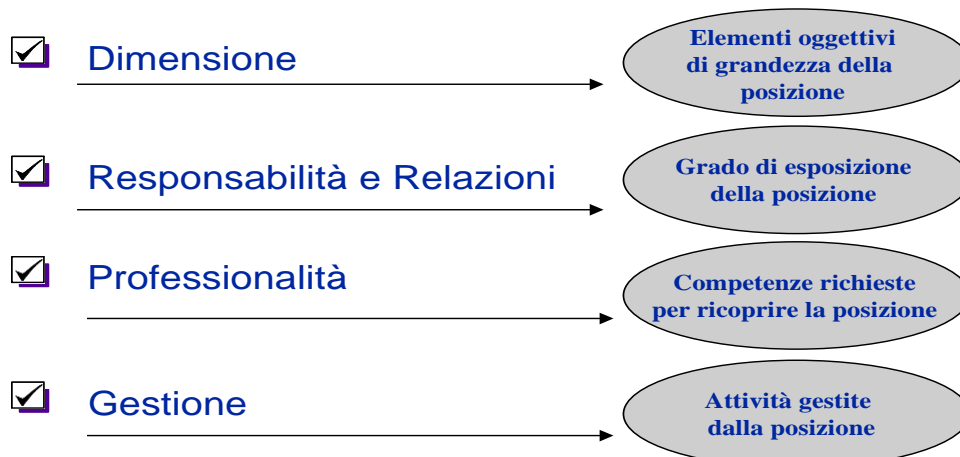 Dimensione
Elementi oggettivi
di grandezza della
posizione
Responsabilità e Relazioni
Grado di esposizione
della posizione
Professionalità
Competenze richieste
per ricoprire la posizione
Gestione
Attività gestite
dalla posizione